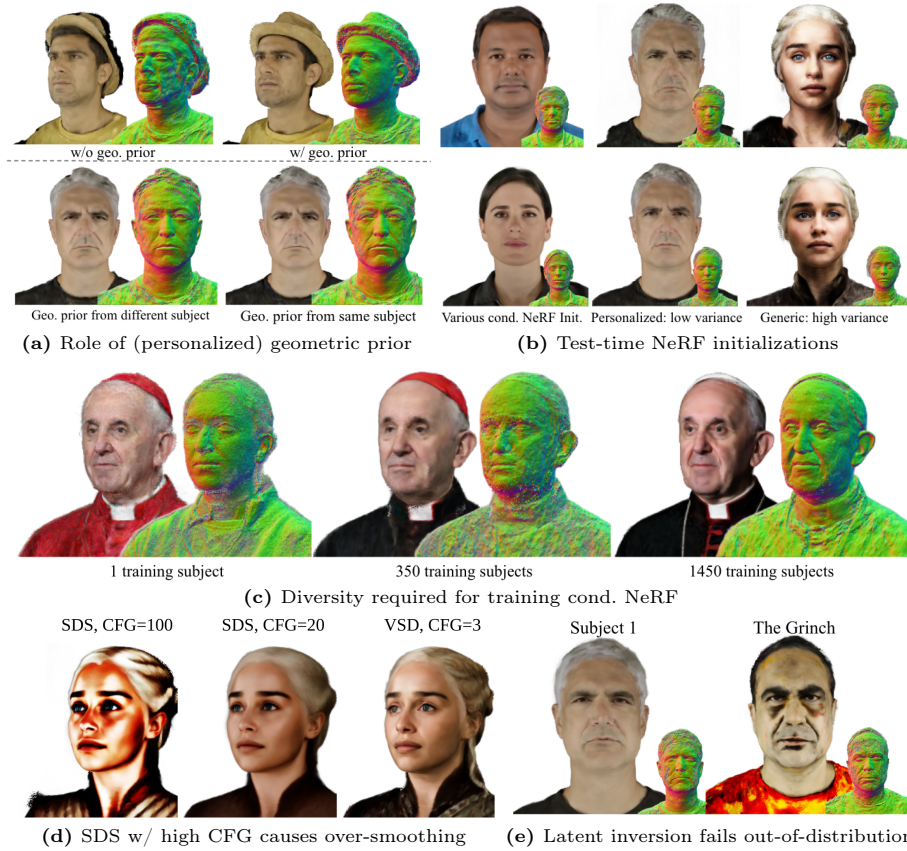 w/o geo. prior
w/ geo. prior
Geo. prior from different subject
Geo. prior from same subject
(a) Role of (personalized) geometric prior
Various cond. NeRF Init.
Personalized: low variance
Generic: high variance
(b) Test-time NeRF initializations
1 training subject
350 training subjects
1450 training subjects
(c) Diversity required for training cond. NeRF
SDS, CFG=100
SDS, CFG=20
VSD, CFG=3
(d) SDS w/ high CFG causes over-smoothing
Subject 1
The Grinch
(e) Latent inversion fails out-of-distribution